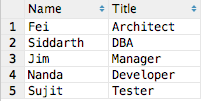 Name Title
1 Fei Architect
2 Siddarth DBA
3 Jim Manager
4 Nanda Developer
5 Sujit Tester